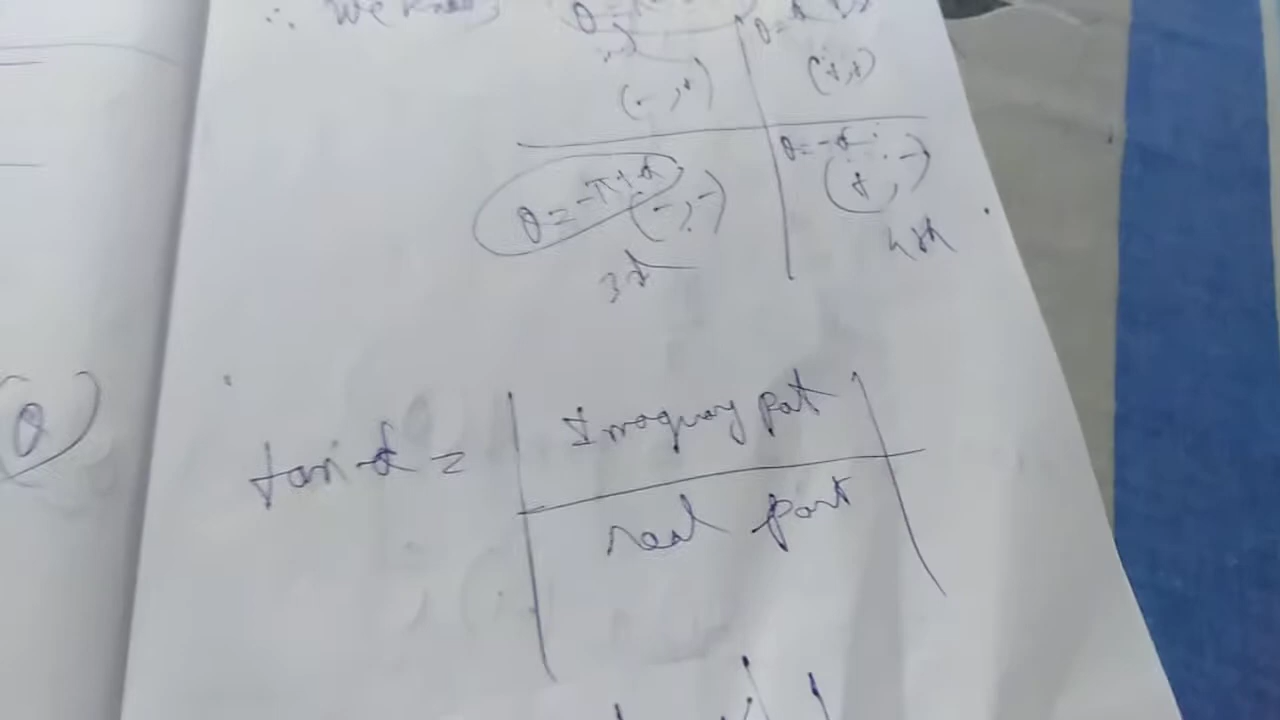 ∴ We know
θ =
θ =
(-,+)
(+,+)
θ = -π+α
(-,-)
θ = -α
(+,-)
3rd
4th
tan α = | Imaginary part
real part |
(θ)